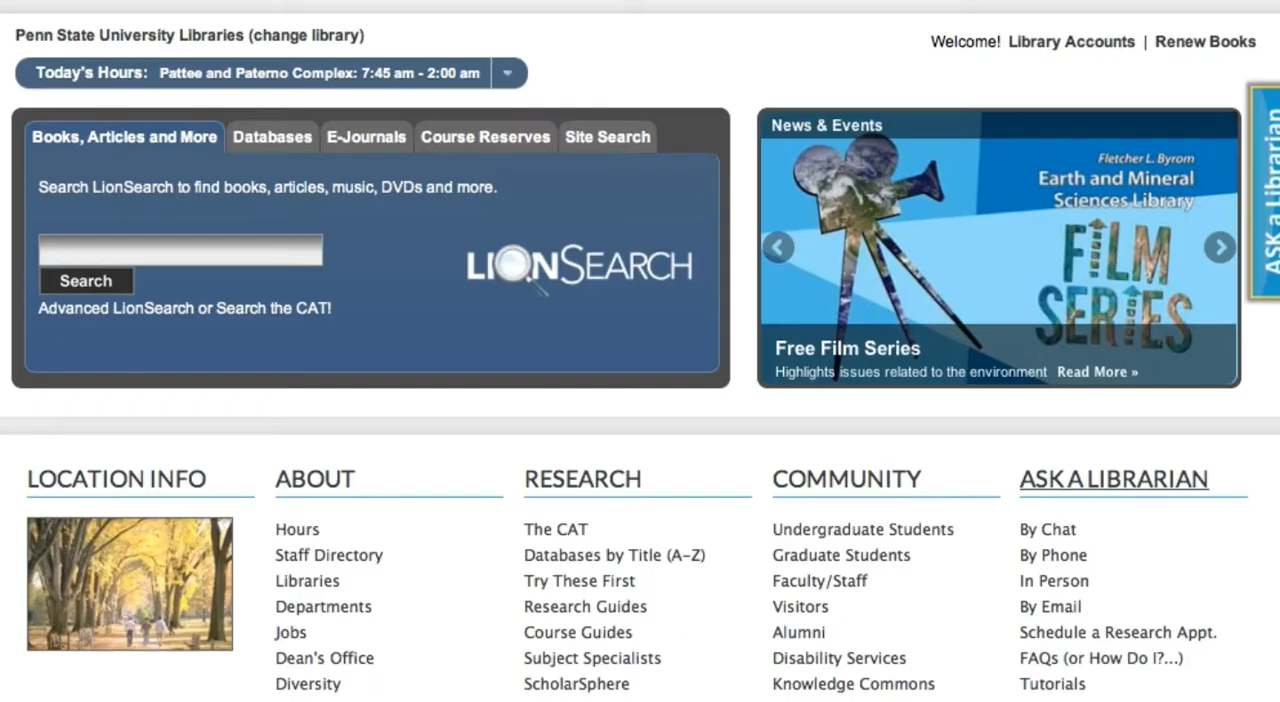 Penn State University Libraries (change library)
Welcome! Library Accounts | Renew Books
Today's Hours: Pattee and Paterno Complex: 7:45 am - 2:00 am
Books, Articles and More
Databases
E-Journals
Course Reserves
Site Search
Search LionSearch to find books, articles, music, DVDs and more.
LIONSEARCH
Search
Advanced LionSearch or Search the CAT!
News & Events
Fletcher L. Byrom
Earth and Mineral
Sciences Library
FILM
SERIES
Free Film Series
Highlights issues related to the environment Read More »
ASK a Librarian
LOCATION INFO
ABOUT
Hours
Staff Directory
Libraries
Departments
Jobs
Dean's Office
Diversity
RESEARCH
The CAT
Databases by Title (A-Z)
Try These First
Research Guides
Course Guides
Subject Specialists
ScholarSphere
COMMUNITY
Undergraduate Students
Graduate Students
Faculty/Staff
Visitors
Alumni
Disability Services
Knowledge Commons
ASK A LIBRARIAN
By Chat
By Phone
In Person
By Email
Schedule a Research Appt.
FAQs (or How Do I?...)
Tutorials